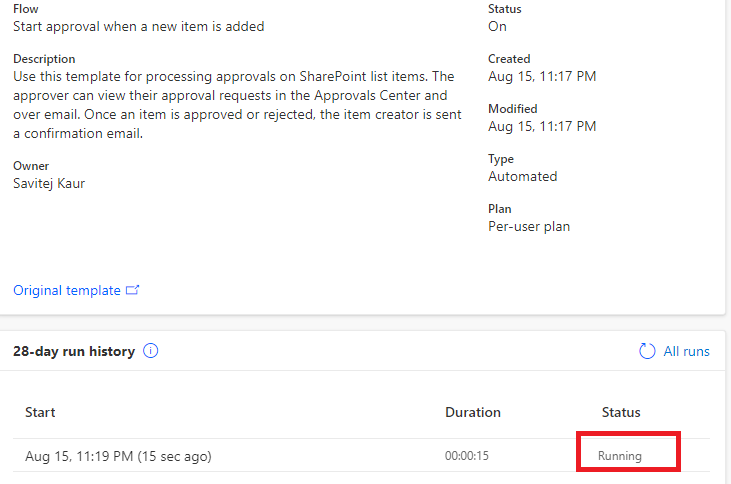 Flow
Start approval when a new item is added
Description
Use this template for processing approvals on SharePoint list items. The
approver can view their approval requests in the Approvals Center and
over email. Once an item is approved or rejected, the item creator is sent
a confirmation email.
Owner
Savitej Kaur
Status
On
Created
Aug 15, 11:17 PM
Modified
Aug 15, 11:17 PM
Type
Automated
Plan
Per-user plan
Original template
28-day run history
All runs
Start Duration Status
Aug 15, 11:19 PM (15 sec ago) 00:00:15 Running